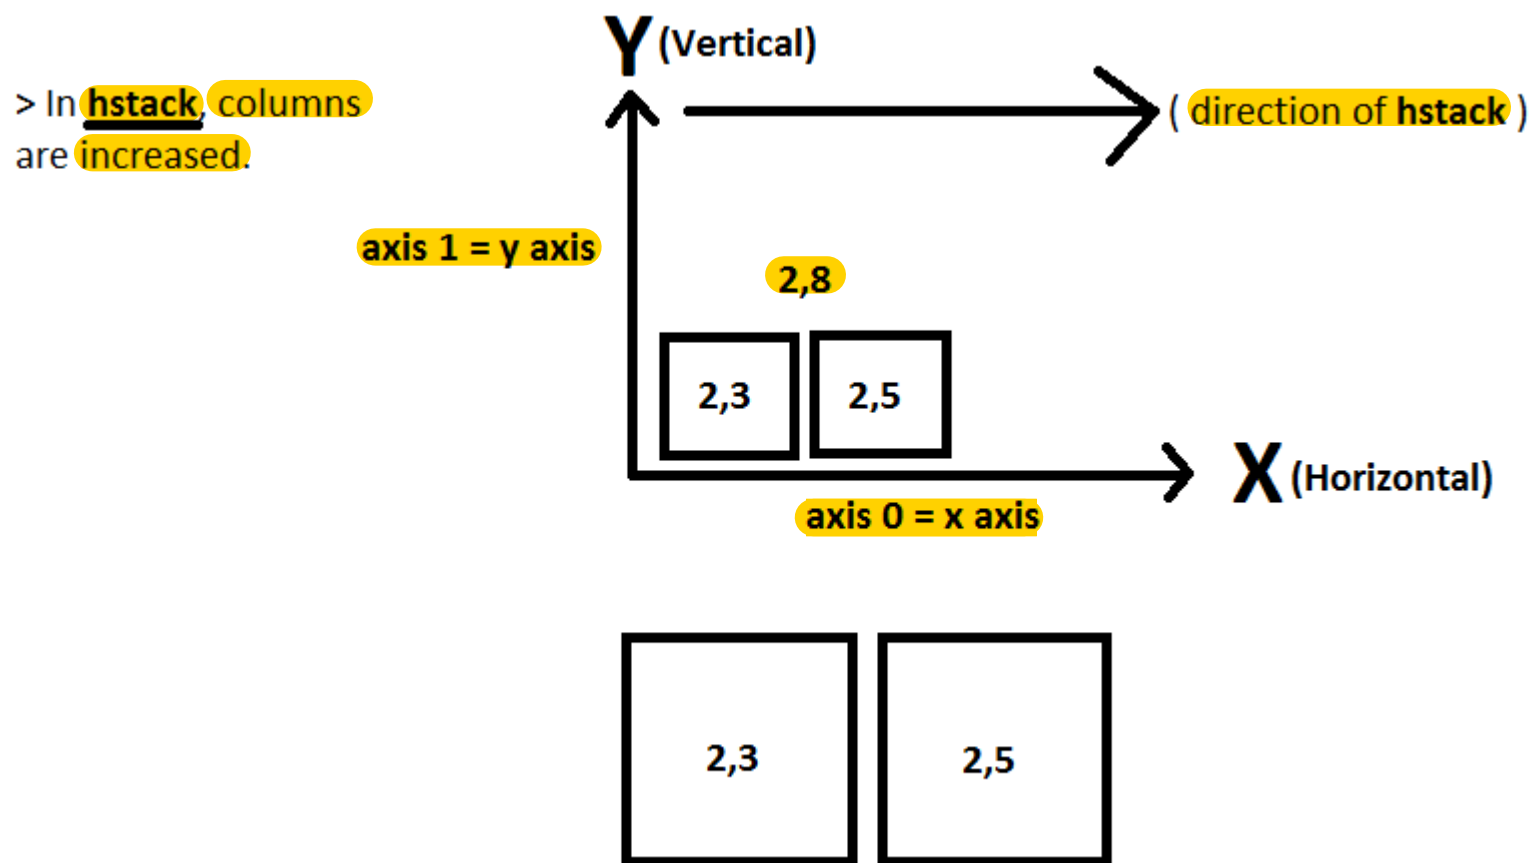 Y (Vertical)
> In hstack, columns
are increased.
( direction of hstack )
axis 1 = y axis
2,8
2,3 2,5
X (Horizontal)
axis 0 = x axis
2,3 2,5